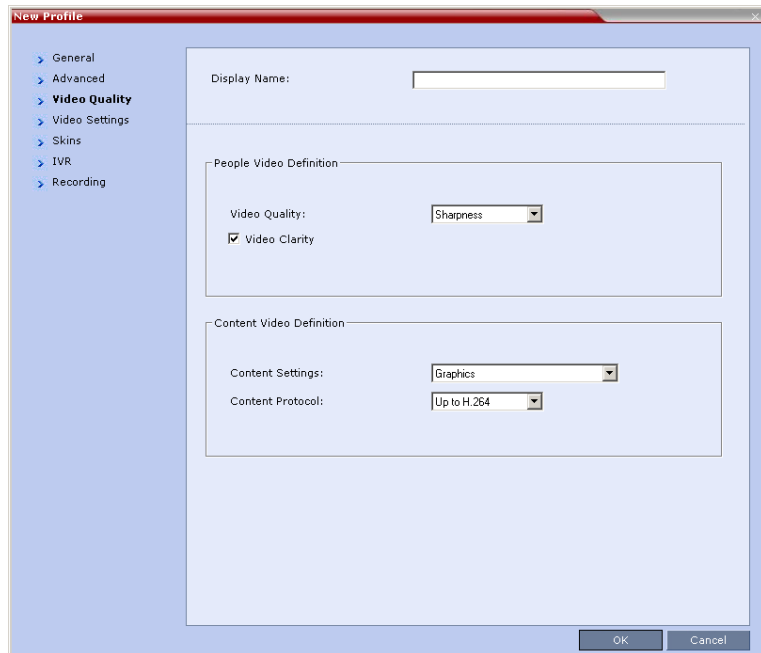 New Profile
General
Advanced
Video Quality
Video Settings
Skins
IVR
Recording
Display Name:
People Video Definition
Video Quality: Sharpness
Video Clarity
Content Video Definition
Content Settings: Graphics
Content Protocol: Up to H.264
OK Cancel